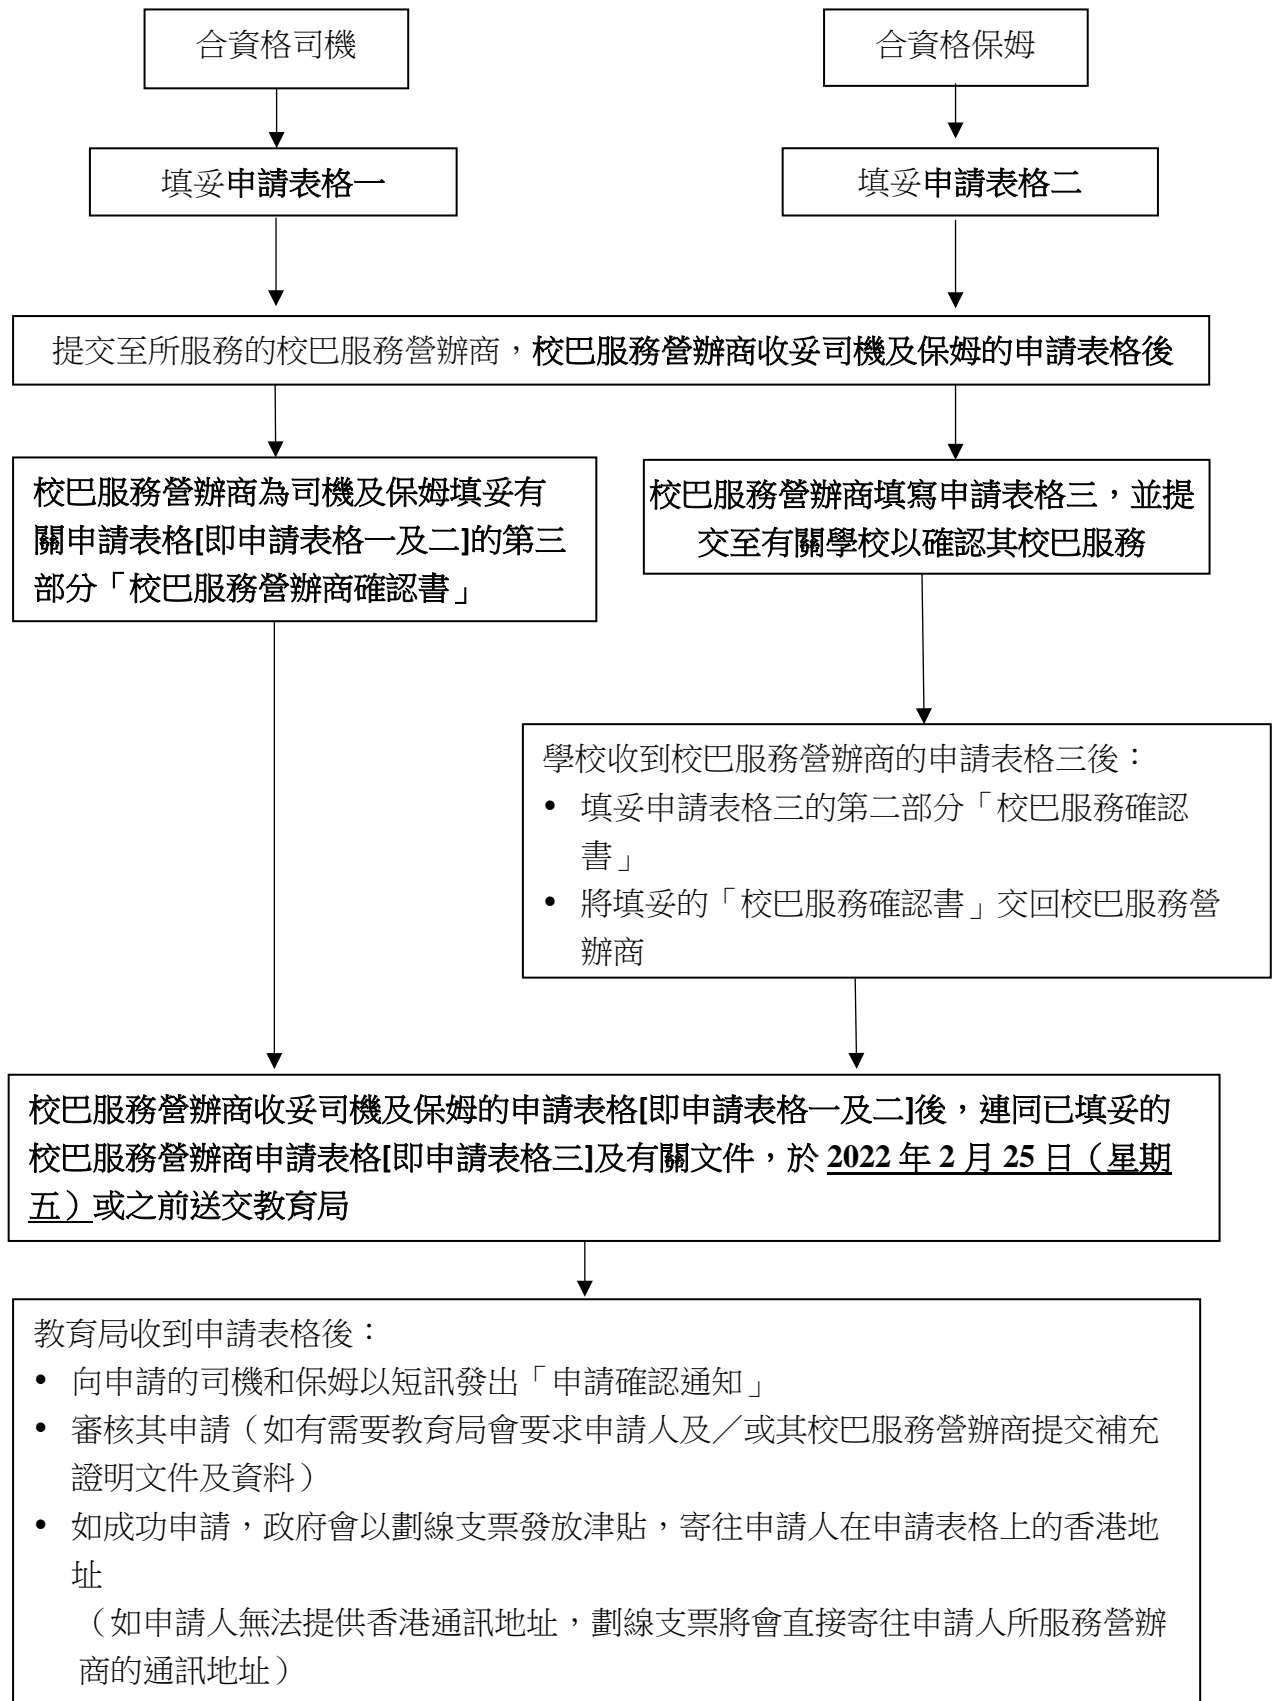 合資格司機
合資格保姆
填妥申請表格一
填妥申請表格二
提交至所服務的校巴服務營辦商，校巴服務營辦商收妥司機及保姆的申請表格後
校巴服務營辦商為司機及保姆填妥有
關申請表格[即申請表格一及二]的第三
部分「校巴服務營辦商確認書」
校巴服務營辦商填寫申請表格三，並提
交至有關學校以確認其校巴服務
學校收到校巴服務營辦商的申請表格三後：
• 填妥申請表格三的第二部分「校巴服務確認
書」
• 將填妥的「校巴服務確認書」交回校巴服務營
辦商
校巴服務營辦商收妥司機及保姆的申請表格[即申請表格一及二]後，連同已填妥的
校巴服務營辦商申請表格[即申請表格三]及有關文件，於 2022 年 2 月 25 日（星期
五）或之前送交教育局
教育局收到申請表格後：
• 向申請的司機和保姆以短訊發出「申請確認通知」
• 審核其申請（如有需要教育局會要求申請人及／或其校巴服務營辦商提交補充
證明文件及資料）
• 如成功申請，政府會以劃線支票發放津貼，寄往申請人在申請表格上的香港地
址
（如申請人無法提供香港通訊地址，劃線支票將會直接寄往申請人所服務營辦
商的通訊地址）